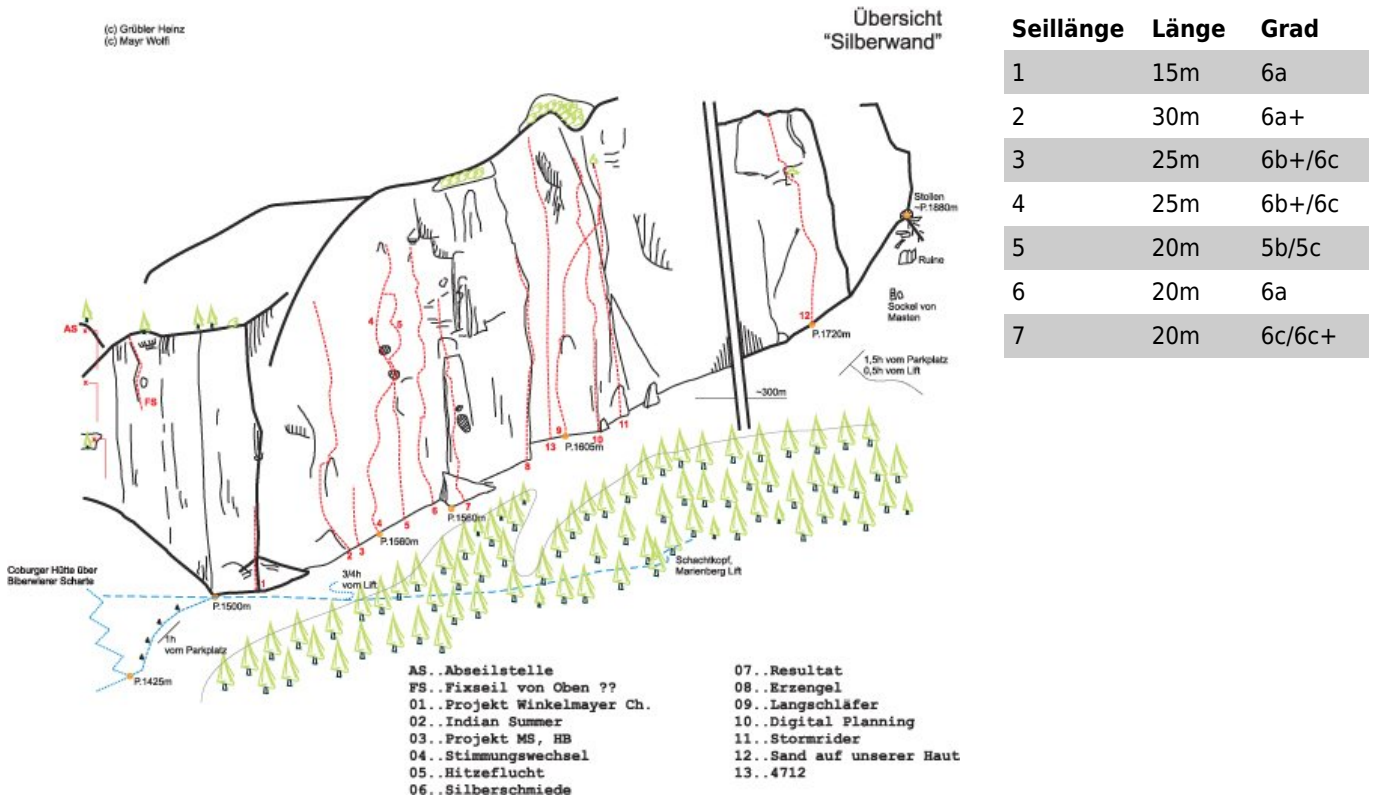 (c) Grübler Heinz
(c) Mayr Wolfi
Übersicht
"Silberwand"
Seillänge Länge Grad
1 15m 6a
2 30m 6a+
3 25m 6b+/6c
4 25m 6b+/6c
5 20m 5b/5c
6 20m 6a
7 20m 6c/6c+
Stollen
~P.1880m
Ruine
Sockel von
Masten
AS
FS
4
5
12
P.1720m
1,5h vom Parkplatz
0,5h vom Lift
~300m
11
9
13
10
P.1605m
8
7
6
P.1560m
5
4
P.1560m
3
2
1
Coburger Hütte über
Biberwierer Scharte
3/4h
vom Lift
Schachtkopf,
Marienberg Lift
P.1500m
1h
vom Parkplatz
P.1425m
AS..Abseilstelle
FS..Fixseil von Oben ??
01..Projekt Winkelmayer Ch.
02..Indian Summer
03..Projekt MS, HB
04..Stimmungswechsel
05..Hitzeflucht
06..Silberschmiede
07..Resultat
08..Erzengel
09..Langschläfer
10..Digital Planning
11..Stormrider
12..Sand auf unserer Haut
13..4712